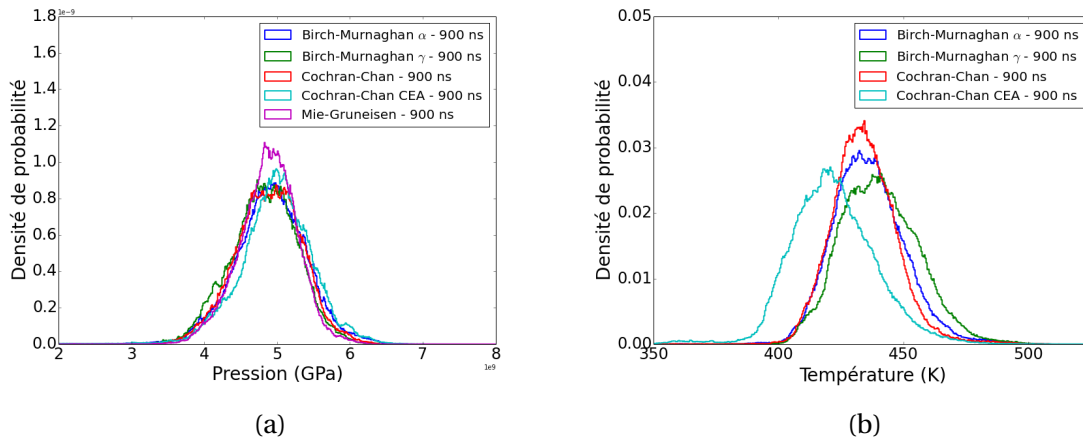 1e-9
1.8
1.6
1.4
1.2
1.0
0.8
0.6
0.4
0.2
0.0
Densité de probabilité
Birch-Murnaghan α - 900 ns
Birch-Murnaghan γ - 900 ns
Cochran-Chan - 900 ns
Cochran-Chan CEA - 900 ns
Mie-Gruneisen - 900 ns
2 3 4 5 6 7 8
1e9
Pression (GPa)
(a)
0.05
0.04
0.03
0.02
0.01
0.00
Densité de probabilité
Birch-Murnaghan α - 900 ns
Birch-Murnaghan γ - 900 ns
Cochran-Chan - 900 ns
Cochran-Chan CEA - 900 ns
350 400 450 500
Température (K)
(b)